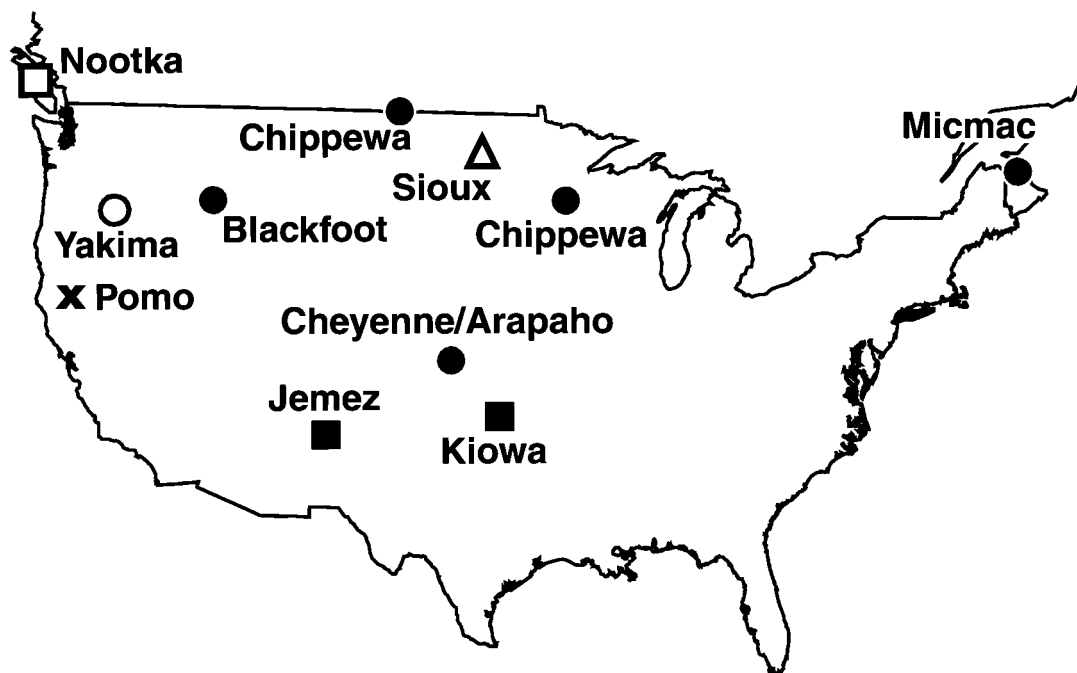 Nootka
Chippewa
Micmac
Sioux
Yakima
Blackfoot
Chippewa
Pomo
Cheyenne/Arapaho
Jemez
Kiowa